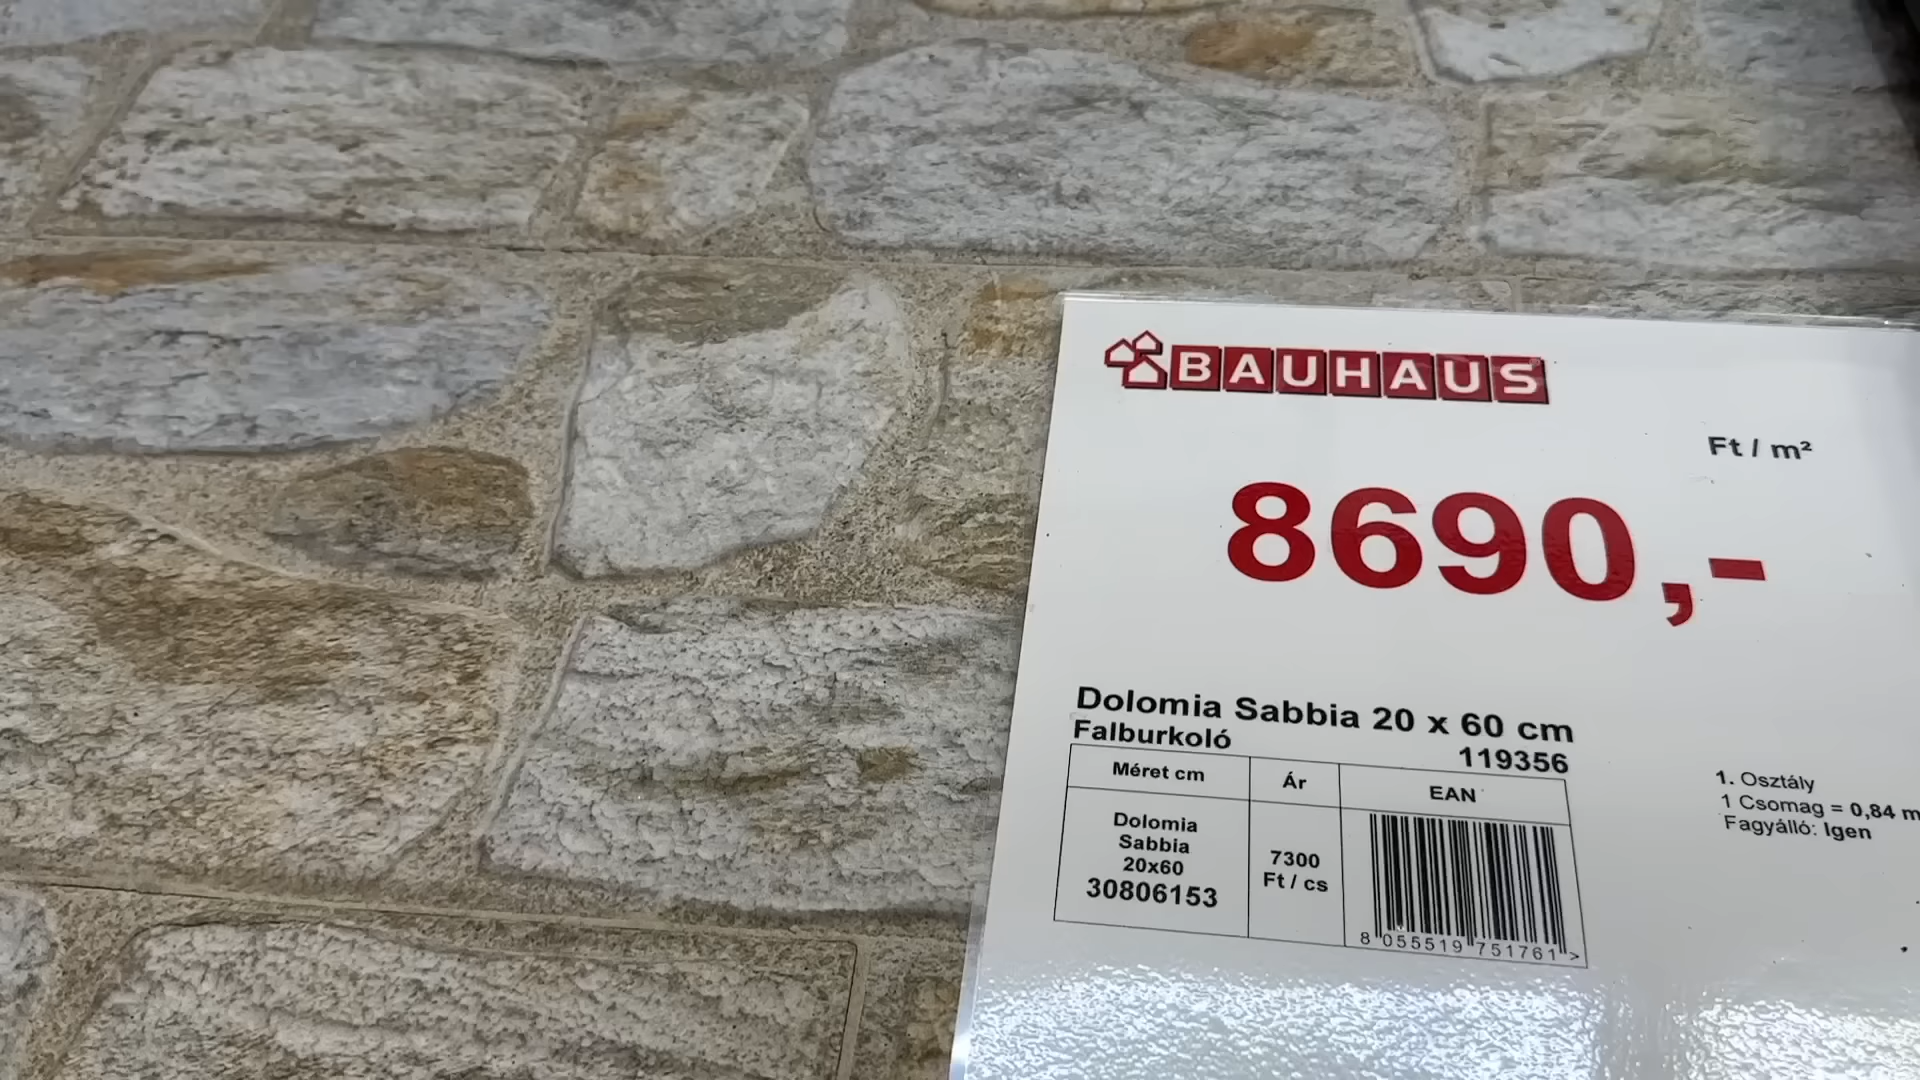 BAUHAUS
Ft / m²
8690,-
Dolomia Sabbia 20 x 60 cm
Falburkoló
119356
Méret cm
Ár
EAN
Dolomia
Sabbia
20x60
30806153
7300
Ft / cs
8 055519 751761 >
1. Osztály
1 Csomag = 0,84 m
Fagyálló: Igen